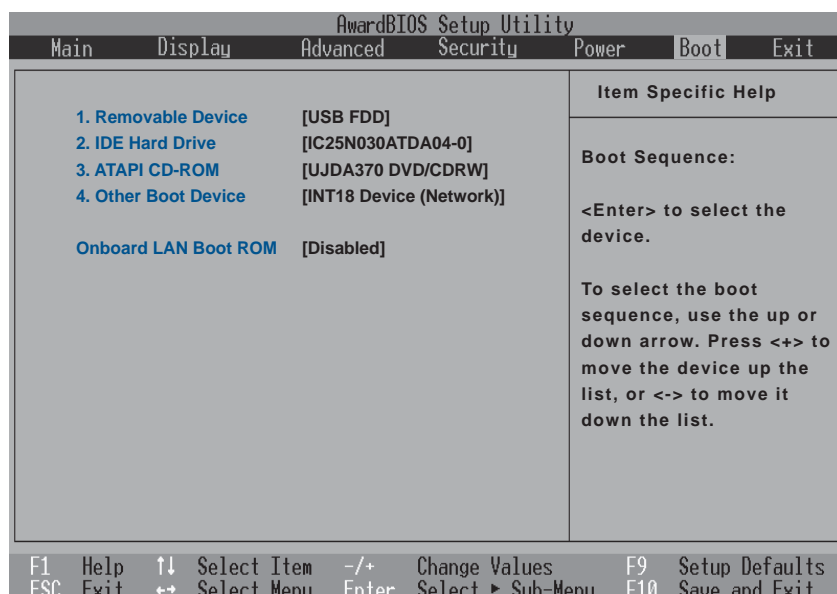 AwardBIOS Setup Utility
Main Display Advanced Security Power Boot Exit
1. Removable Device [USB FDD]
2. IDE Hard Drive [IC25N030ATDA04-0]
3. ATAPI CD-ROM [UJDA370 DVD/CDRW]
4. Other Boot Device [INT18 Device (Network)]
Onboard LAN Boot ROM [Disabled]
Item Specific Help
Boot Sequence:
<Enter> to select the
device.
To select the boot
sequence, use the up or
down arrow. Press <+> to
move the device up the
list, or <-> to move it
down the list.
F1 Help ↑↓ Select Item -/+ Change Values F9 Setup Defaults
ESC Exit ←→ Select Menu Enter Select ► Sub-Menu F10 Save and Exit